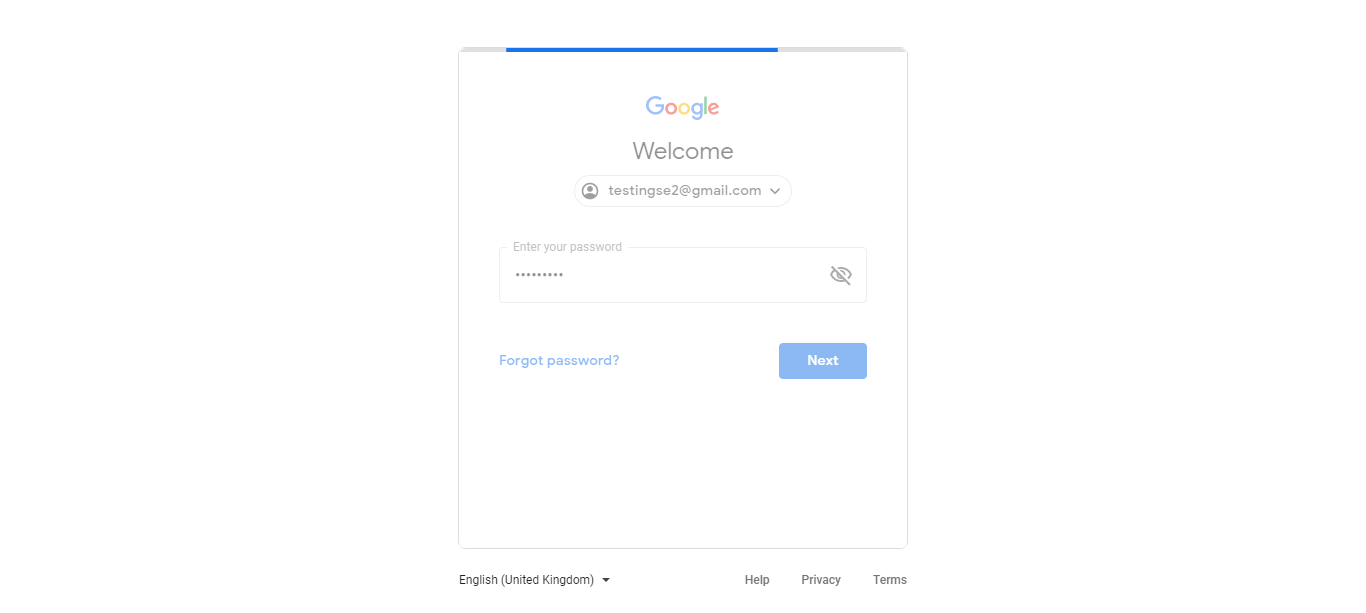 Google
Welcome
testingse2@gmail.com
Enter your password
•••••••••
Forgot password?
Next
English (United Kingdom)
Help
Privacy
Terms